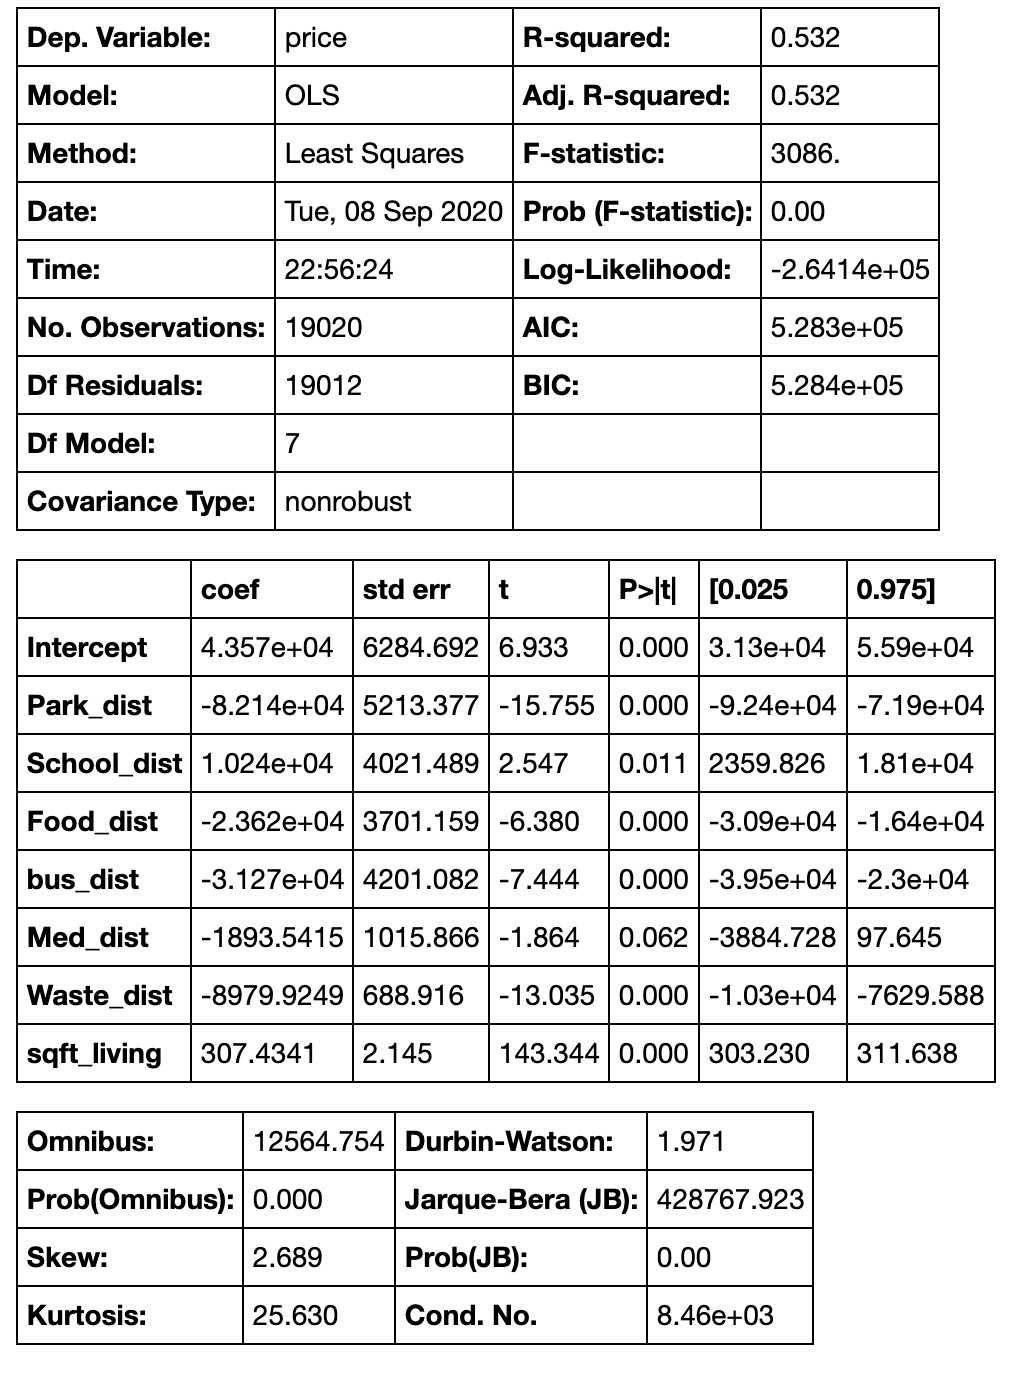 Dep. Variable: price R-squared: 0.532
Model: OLS Adj. R-squared: 0.532
Method: Least Squares F-statistic: 3086.
Date: Tue, 08 Sep 2020 Prob (F-statistic): 0.00
Time: 22:56:24 Log-Likelihood: -2.6414e+05
No. Observations: 19020 AIC: 5.283e+05
Df Residuals: 19012 BIC: 5.284e+05
Df Model: 7
Covariance Type: nonrobust
coef std err t P>|t| [0.025 0.975]
Intercept 4.357e+04 6284.692 6.933 0.000 3.13e+04 5.59e+04
Park_dist -8.214e+04 5213.377 -15.755 0.000 -9.24e+04 -7.19e+04
School_dist 1.024e+04 4021.489 2.547 0.011 2359.826 1.81e+04
Food_dist -2.362e+04 3701.159 -6.380 0.000 -3.09e+04 -1.64e+04
bus_dist -3.127e+04 4201.082 -7.444 0.000 -3.95e+04 -2.3e+04
Med_dist -1893.5415 1015.866 -1.864 0.062 -3884.728 97.645
Waste_dist -8979.9249 688.916 -13.035 0.000 -1.03e+04 -7629.588
sqft_living 307.4341 2.145 143.344 0.000 303.230 311.638
Omnibus: 12564.754 Durbin-Watson: 1.971
Prob(Omnibus): 0.000 Jarque-Bera (JB): 428767.923
Skew: 2.689 Prob(JB): 0.00
Kurtosis: 25.630 Cond. No. 8.46e+03